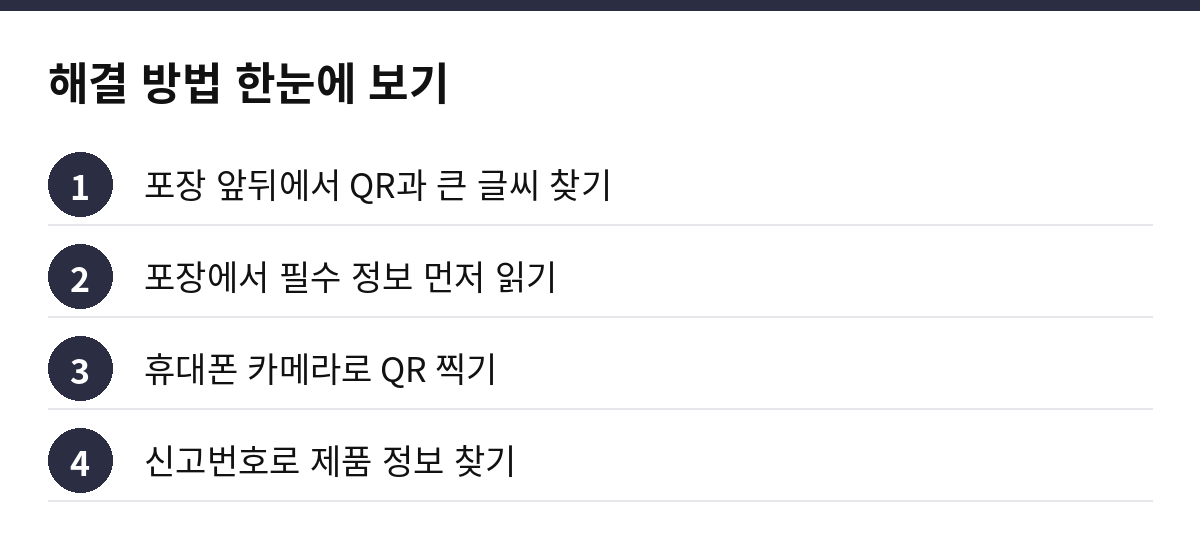 해결 방법 한눈에 보기
1 포장 앞뒤에서 QR과 큰 글씨 찾기
2 포장에서 필수 정보 먼저 읽기
3 휴대폰 카메라로 QR 찍기
4 신고번호로 제품 정보 찾기